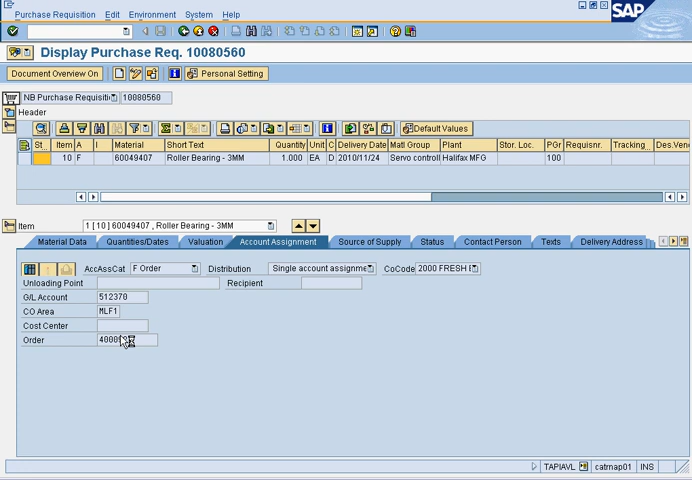 Purchase Requisition Edit Environment System Help
SAP
Display Purchase Req. 10080560
Document Overview On Personal Setting
NB Purchase Requisiti 10080560
Header
Default Values
St... Item A I Material Short Text Quantity Unit C Delivery Date Matl Group Plant Stor. Loc. PGr Requisnr. Tracking... Des.Ven
10 F 60049407 Roller Bearing - 3MM 1.000 EA D 2010/11/24 Servo controll Halifax MFG 100
Item 1 [ 10 ] 60049407 , Roller Bearing - 3MM
Material Data Quantities/Dates Valuation Account Assignment Source of Supply Status Contact Person Texts Delivery Address
AccAssCat F Order Distribution Single account assignme CoCode 2000 FRESH
Unloading Point Recipient
G/L Account 512370
CO Area MLF1
Cost Center
Order
TAPIAVL catmap01 INS